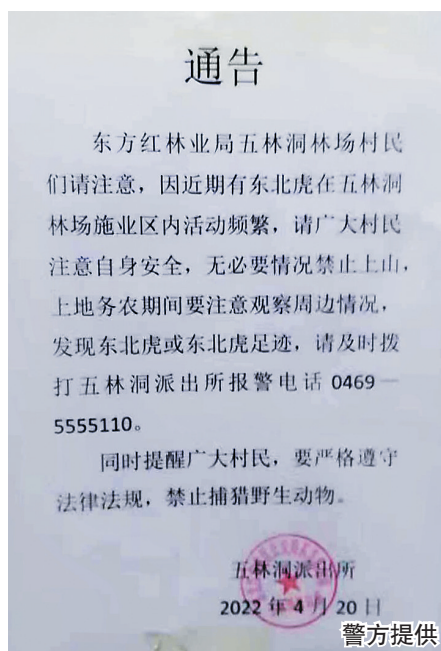 通告
东方红林业局五林洞林场村民
们请注意，因近期有东北虎在五林洞
林场施业区内活动频繁，请广大村民
注意自身安全，无必要情况禁止上山，
上地务农期间要注意观察周边情况，
发现东北虎或东北虎足迹，请及时拨
打五林洞派出所报警电话 0469—
5555110。
同时提醒广大村民，要严格遵守
法律法规，禁止捕猎野生动物。
五林洞派出所
2022 年 4 月 20 日
警方提供